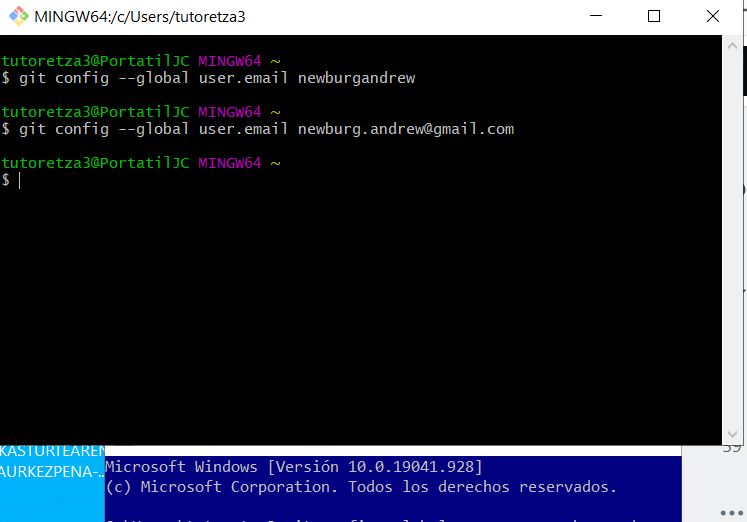 MINGW64:/c/Users/tutoretza3
tutoretza3@PortatilJC MINGW64 ~
$ git config --global user.email newburgandrew
tutoretza3@PortatilJC MINGW64 ~
$ git config --global user.email newburg.andrew@gmail.com
tutoretza3@PortatilJC MINGW64 ~
$
KASTURTEAREN
AURKEZPENA-..
Microsoft Windows [Versión 10.0.19041.928]
(c) Microsoft Corporation. Todos los derechos reservados.